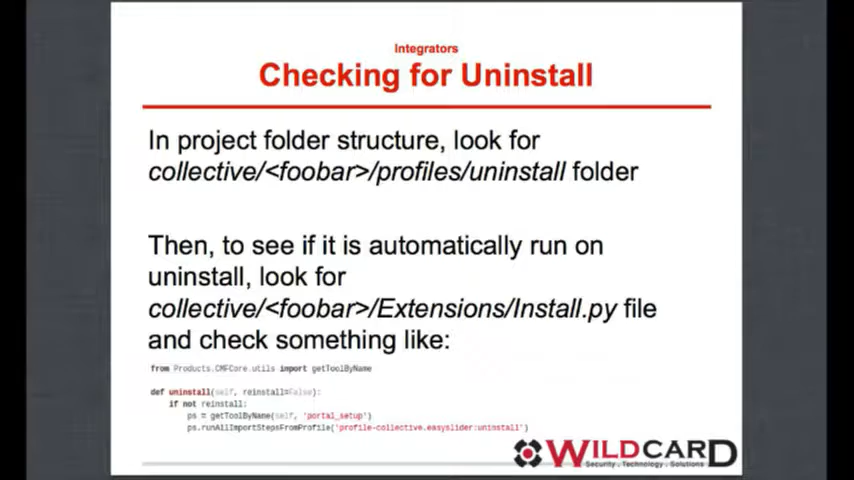 Integrators
Checking for Uninstall
In project folder structure, look for
collective/<foobar>/profiles/uninstall folder
Then, to see if it is automatically run on
uninstall, look for
collective/<foobar>/Extensions/Install.py file
and check something like:
from Products.CMFCore.utils import getToolByName
def uninstall(self, reinstall=False):
if not reinstall:
ps = getToolByName(self, 'portal_setup')
ps.runAllImportStepsFromProfile('profile-collective.easyslider:uninstall')
WILDCARD
Security . Technology . Solutions